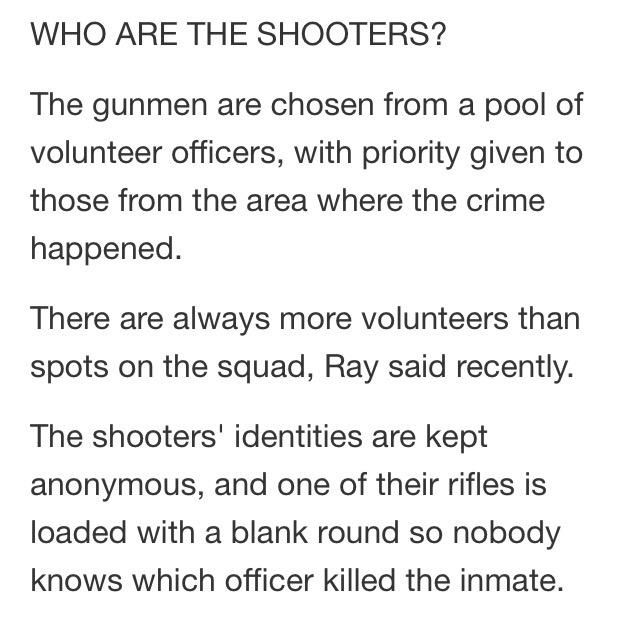 WHO ARE THE SHOOTERS?
The gunmen are chosen from a pool of
volunteer officers, with priority given to
those from the area where the crime
happened.
There are always more volunteers than
spots on the squad, Ray said recently.
The shooters' identities are kept
anonymous, and one of their rifles is
loaded with a blank round so nobody
knows which officer killed the inmate.